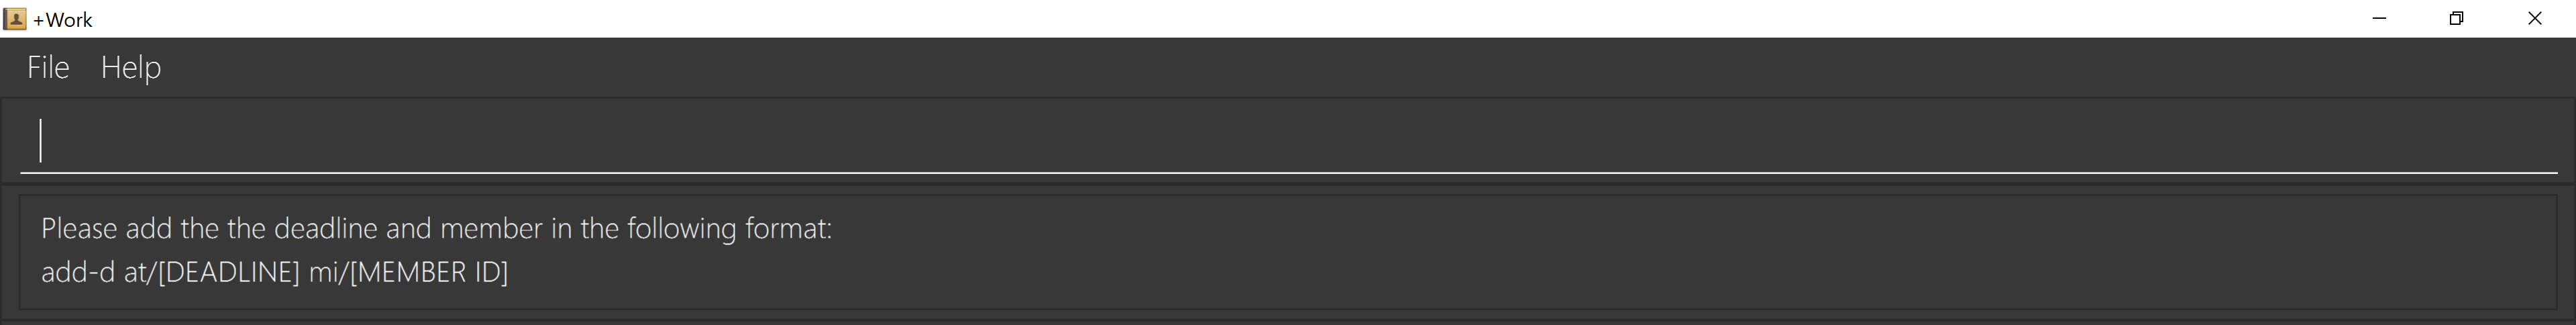 +Work
File Help
Please add the the deadline and member in the following format:
add-d at/[DEADLINE] mi/[MEMBER ID]